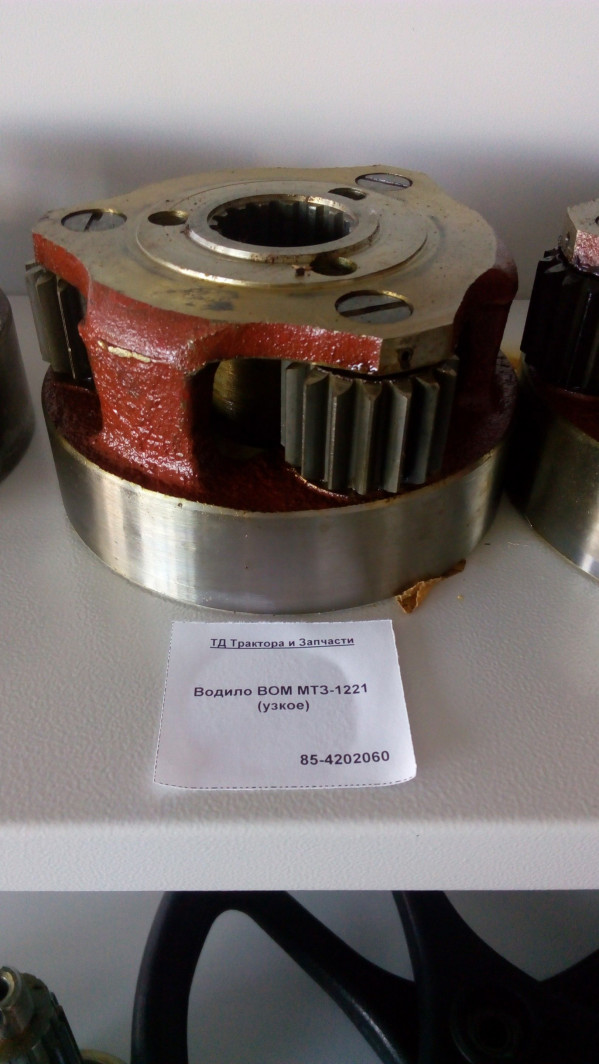 ТД Трактора и Запчасти
Водило ВОМ МТЗ-1221
(узкое)
85-4202060